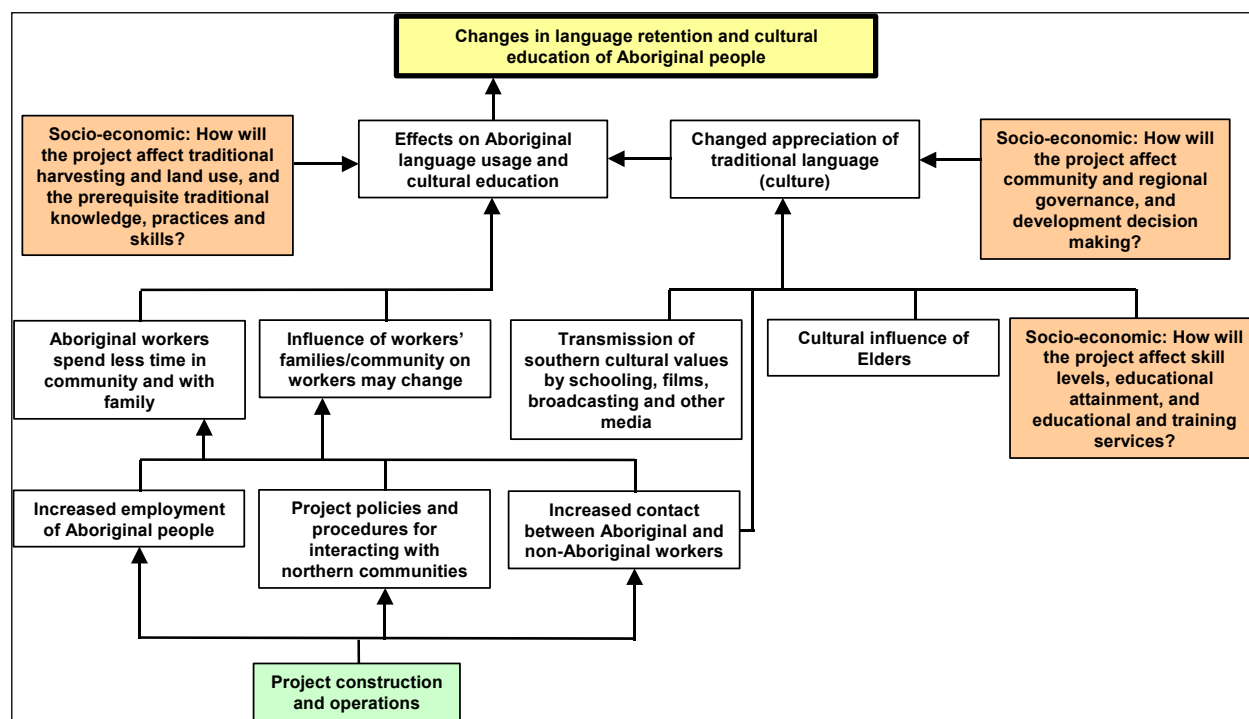 Changes in language retention and cultural
education of Aboriginal people
Socio-economic: How will
the project affect traditional
harvesting and land use, and
the prerequisite traditional
knowledge, practices and
skills?
Effects on Aboriginal
language usage and
cultural education
Changed appreciation of
traditional language
(culture)
Socio-economic: How will
the project affect
community and regional
governance, and
development decision
making?
Aboriginal workers
spend less time in
community and with
family
Influence of workers’
families/community on
workers may change
Transmission of
southern cultural values
by schooling, films,
broadcasting and other
media
Cultural influence of
Elders
Socio-economic: How will
the project affect skill
levels, educational
attainment, and
educational and training
services?
Increased employment
of Aboriginal people
Project policies and
procedures for
interacting with
northern communities
Increased contact
between Aboriginal and
non-Aboriginal workers
Project construction
and operations